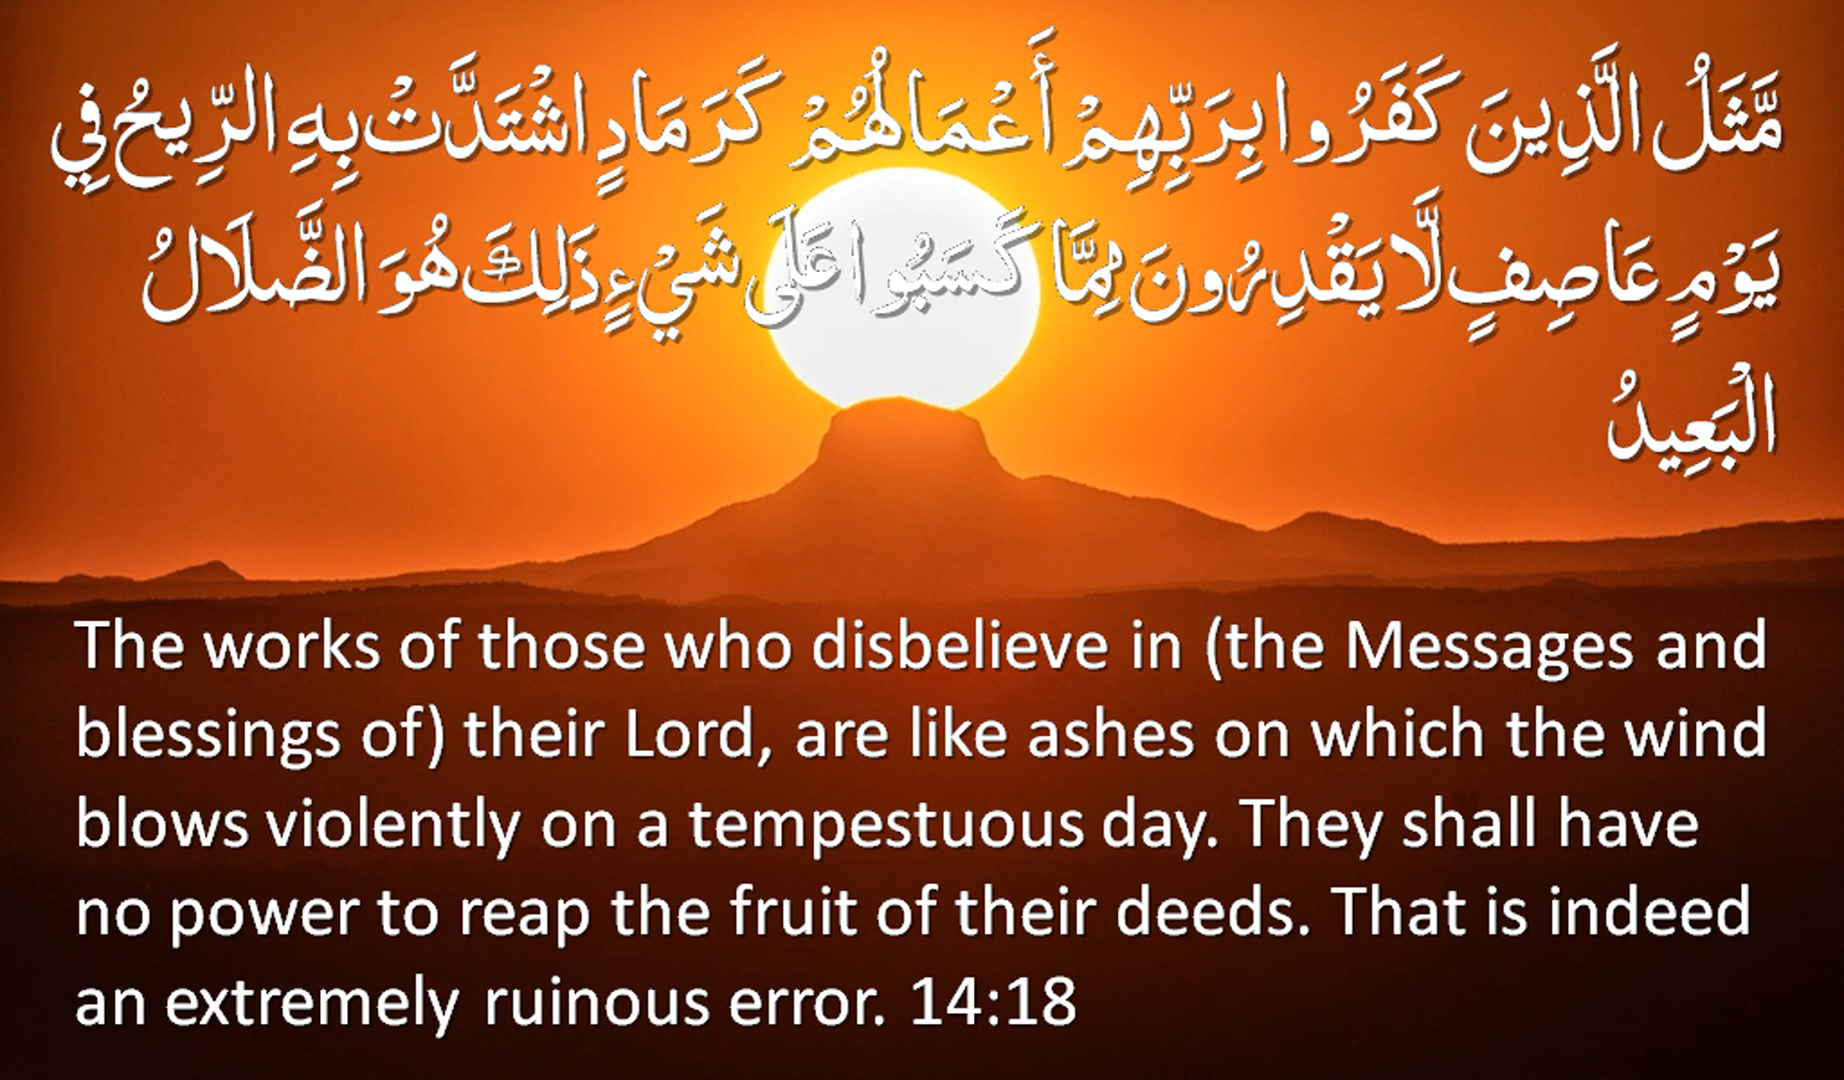 مَّثَلُ الَّذِينَ كَفَرُوا بِرَبِّهِمْ أَعْمَالُهُمْ كَرَمَادٍ اشْتَدَّتْ بِهِ الرِّيحُ فِي
يَوْمٍ عَاصِفٍ لَّا يَقْدِرُونَ مِمَّا كَسَبُوا عَلَى شَيْءٍ ذَلِكَ هُوَ الضَّلَالُ
الْبَعِيدُ
The works of those who disbelieve in (the Messages and
blessings of) their Lord, are like ashes on which the wind
blows violently on a tempestuous day. They shall have
no power to reap the fruit of their deeds. That is indeed
an extremely ruinous error. 14:18